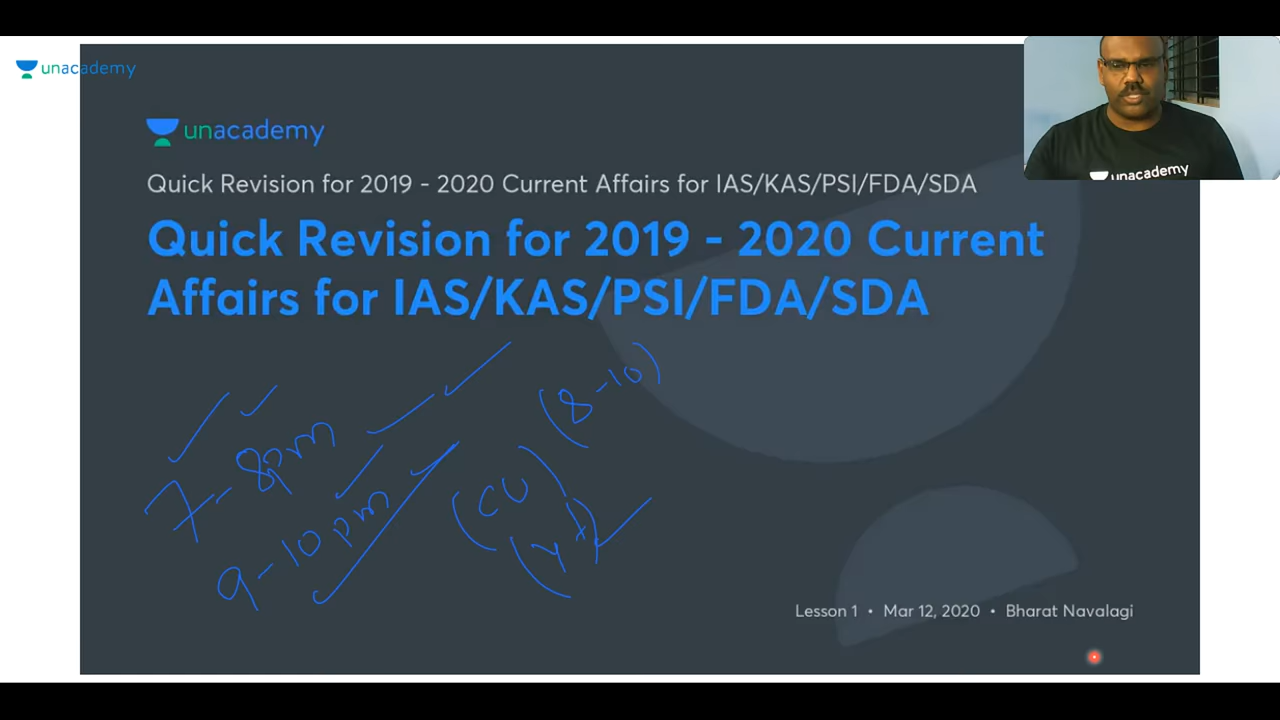 unacademy
unacademy
unacademy
Quick Revision for 2019 - 2020 Current Affairs for IAS/KAS/PSI/FDA/SDA
Quick Revision for 2019 - 2020 Current
Affairs for IAS/KAS/PSI/FDA/SDA
(8-10)
7-8pm
(CU)
9-10pm
Lesson 1 • Mar 12, 2020 • Bharat Navalagi